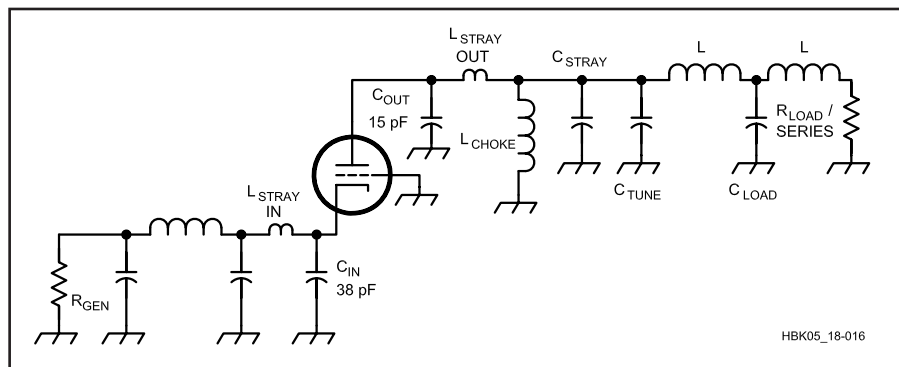 L STRAY
OUT
C STRAY
L
L
C OUT
15 pF
L CHOKE
R LOAD /
SERIES
C TUNE
C LOAD
L STRAY
IN
C IN
38 pF
R GEN
HBK05_18-016